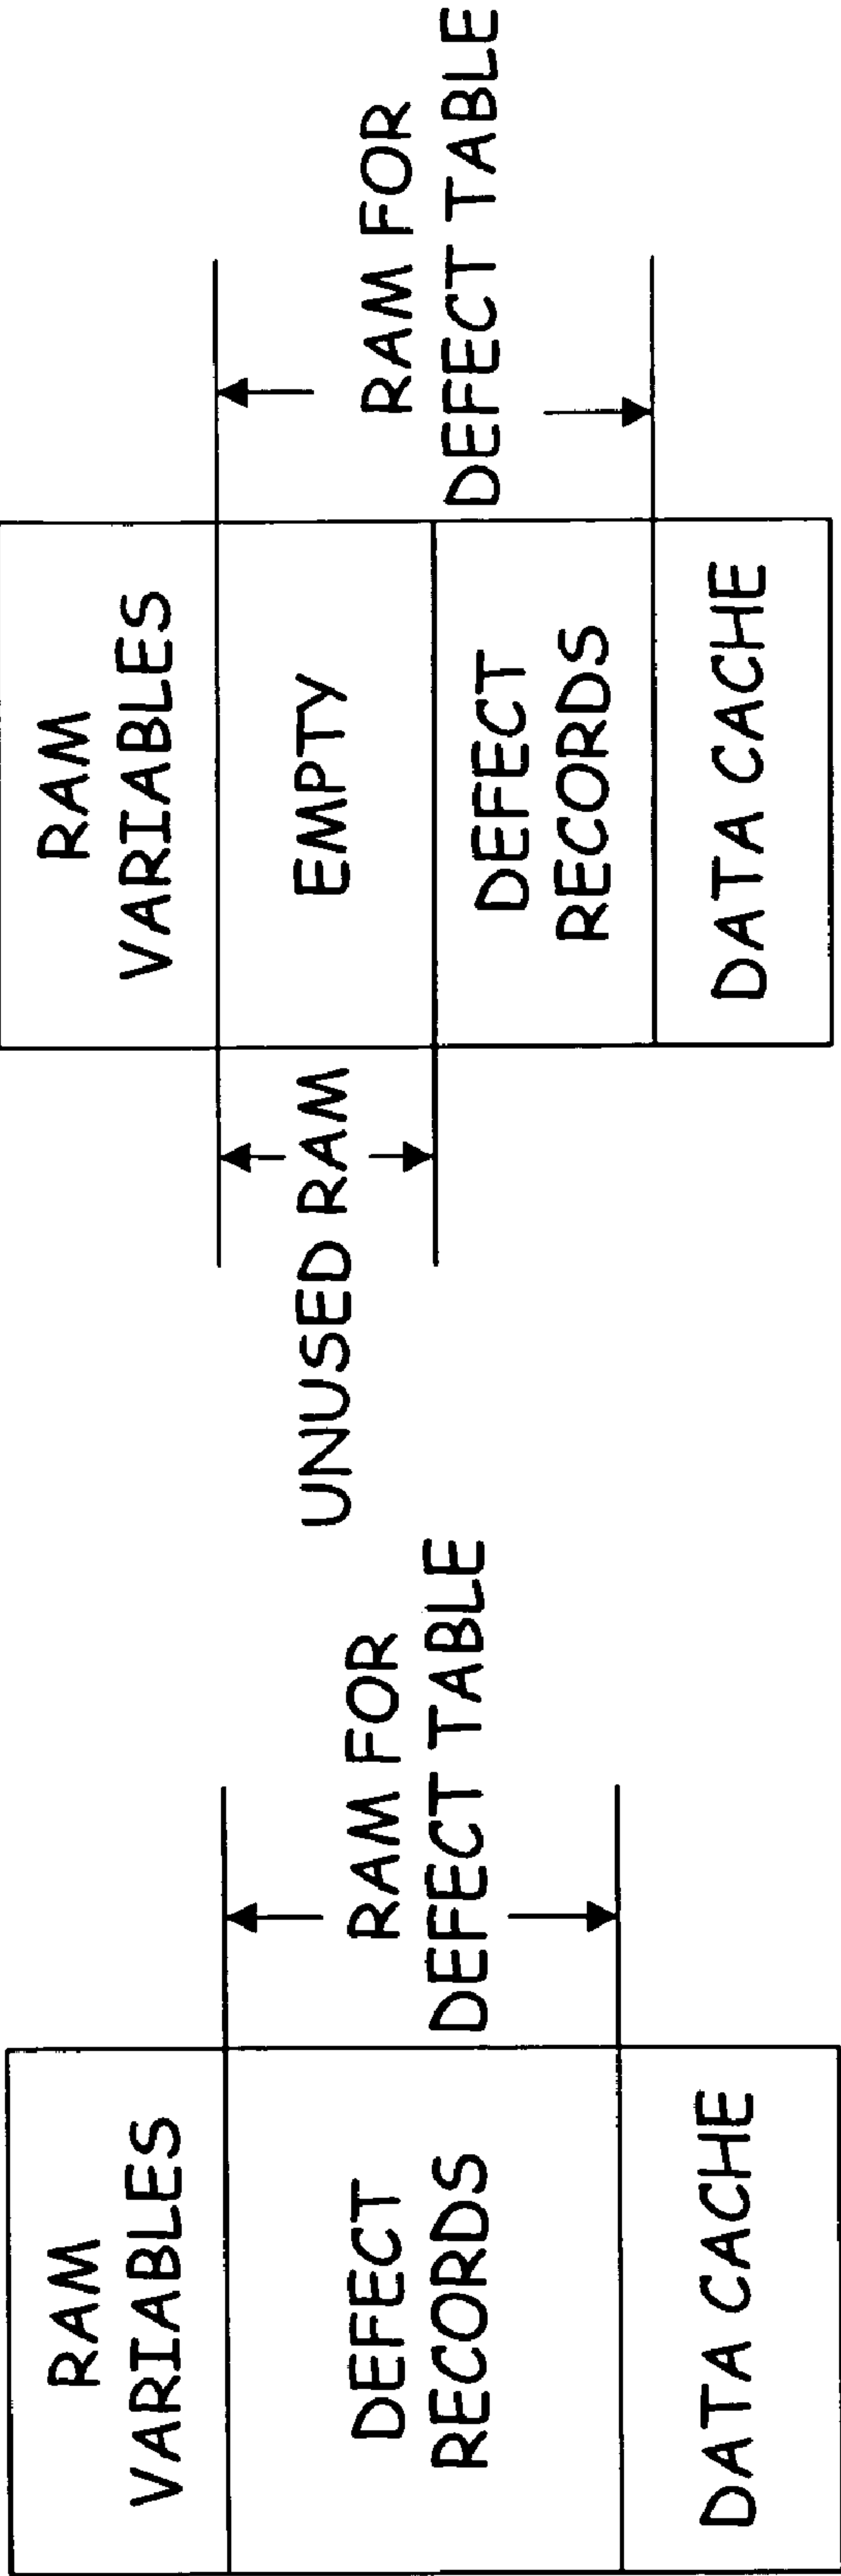 RAM
VARIABLES
DEFECT
RECORDS
DATA CACHE
RAM FOR
DEFECT TABLE
UNUSED RAM
RAM
VARIABLES
EMPTY
DEFECT
RECORDS
DATA CACHE
RAM FOR
DEFECT TABLE